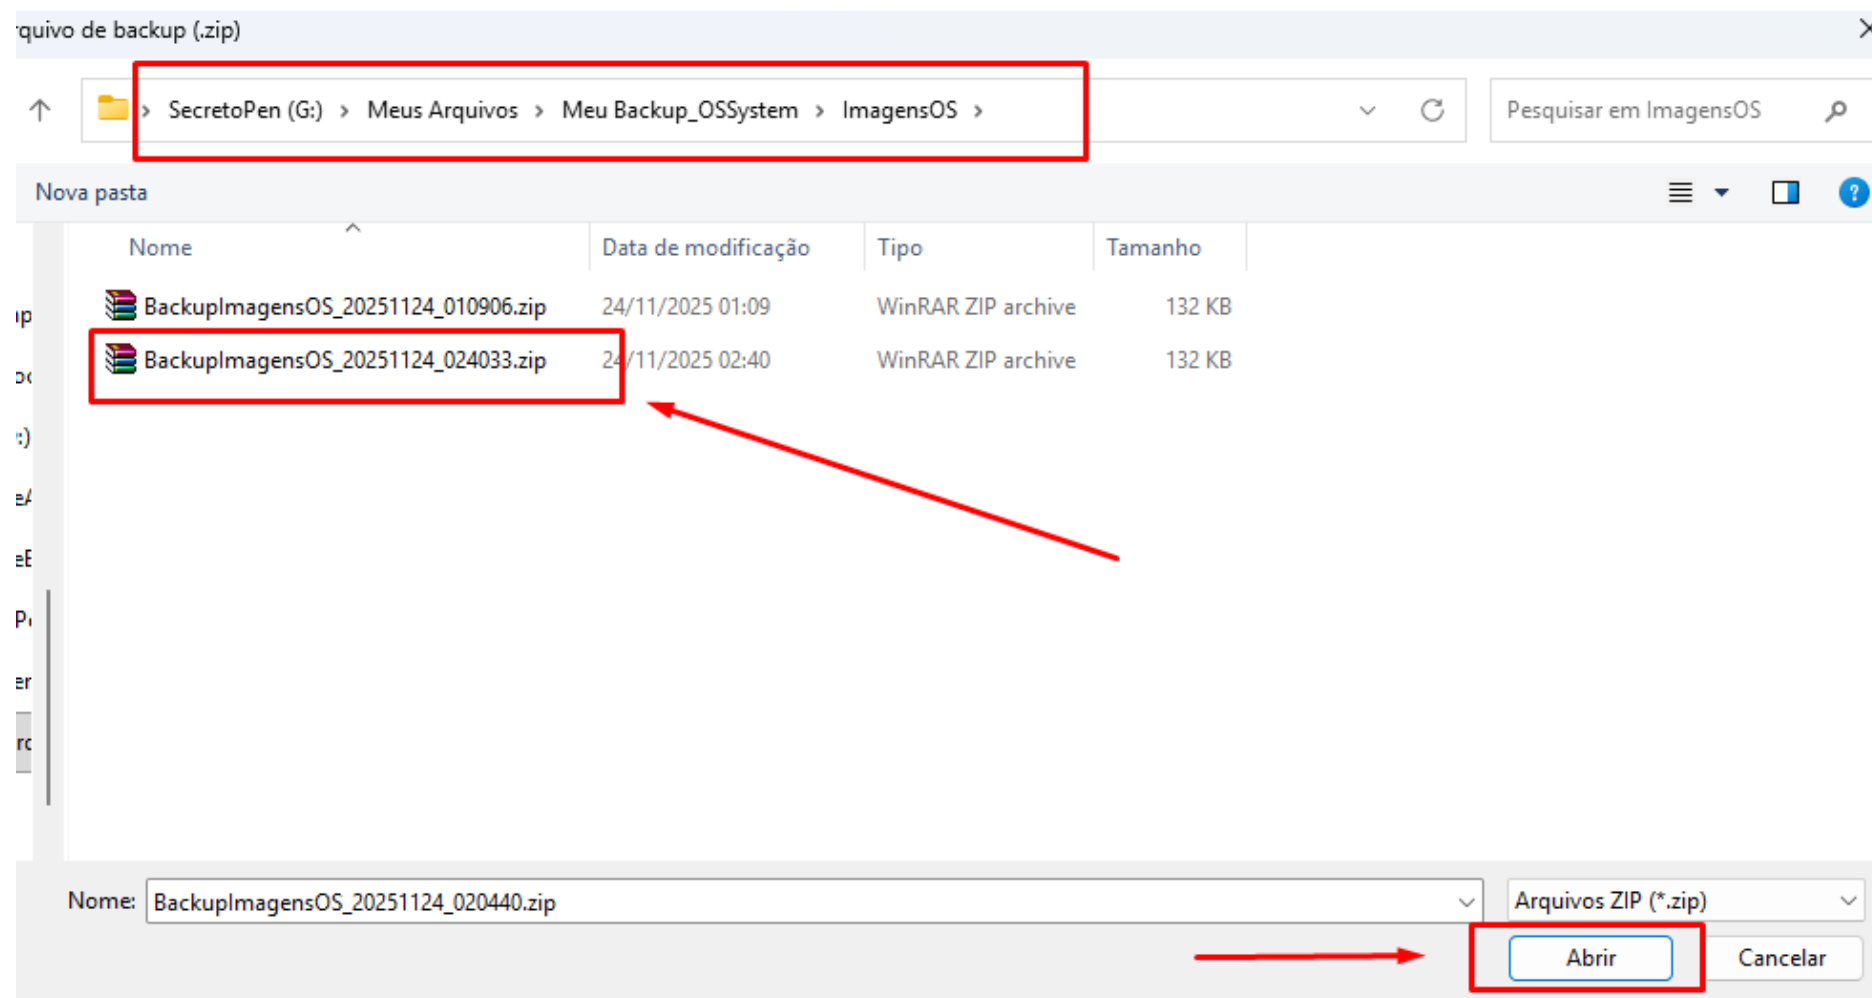 rquivo de backup (.zip)
> SecretoPen (G:) > Meus Arquivos > Meu Backup_OSSystem > ImagensOS >
Pesquisar em ImagensOS
Nova pasta
Nome Data de modificação Tipo Tamanho
BackupImagensOS_20251124_010906.zip 24/11/2025 01:09 WinRAR ZIP archive 132 KB
BackupImagensOS_20251124_024033.zip 24/11/2025 02:40 WinRAR ZIP archive 132 KB
Nome: BackupImagensOS_20251124_020440.zip
Arquivos ZIP (*.zip)
Abrir Cancelar